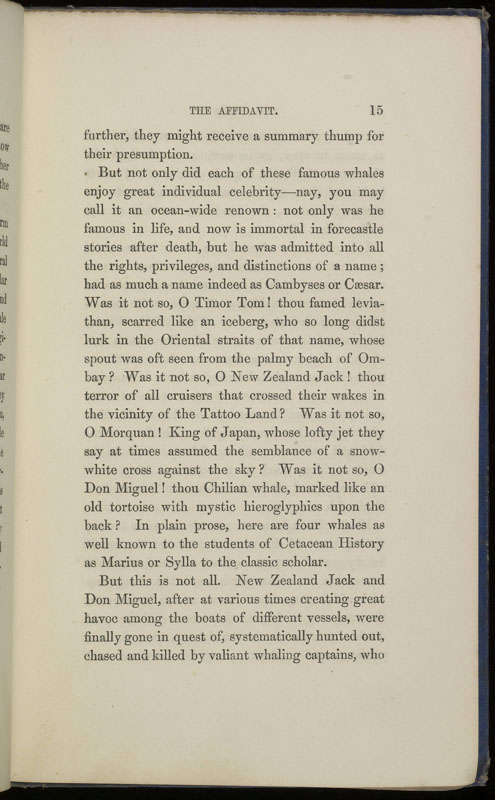 THE AFFIDAVIT. 15
further, they might receive a summary thump for
their presumption.
But not only did each of these famous whales
enjoy great individual celebrity—nay, you may
call it an ocean-wide renown : not only was he
famous in life, and now is immortal in forecastle
stories after death, but he was admitted into all
the rights, privileges, and distinctions of a name ;
had as much a name indeed as Cambyses or Cæsar.
Was it not so, O Timor Tom ! thou famed levia-
than, scarred like an iceberg, who so long didst
lurk in the Oriental straits of that name, whose
spout was oft seen from the palmy beach of Om-
bay ? Was it not so, O New Zealand Jack ! thou
terror of all cruisers that crossed their wakes in
the vicinity of the Tattoo Land ? Was it not so,
O Morquan ! King of Japan, whose lofty jet they
say at times assumed the semblance of a snow-
white cross against the sky ? Was it not so, O
Don Miguel ! thou Chilian whale, marked like an
old tortoise with mystic hieroglyphics upon the
back ? In plain prose, here are four whales as
well known to the students of Cetacean History
as Marius or Sylla to the classic scholar.
But this is not all. New Zealand Jack and
Don Miguel, after at various times creating great
havoc among the boats of different vessels, were
finally gone in quest of, systematically hunted out,
chased and killed by valiant whaling captains, who